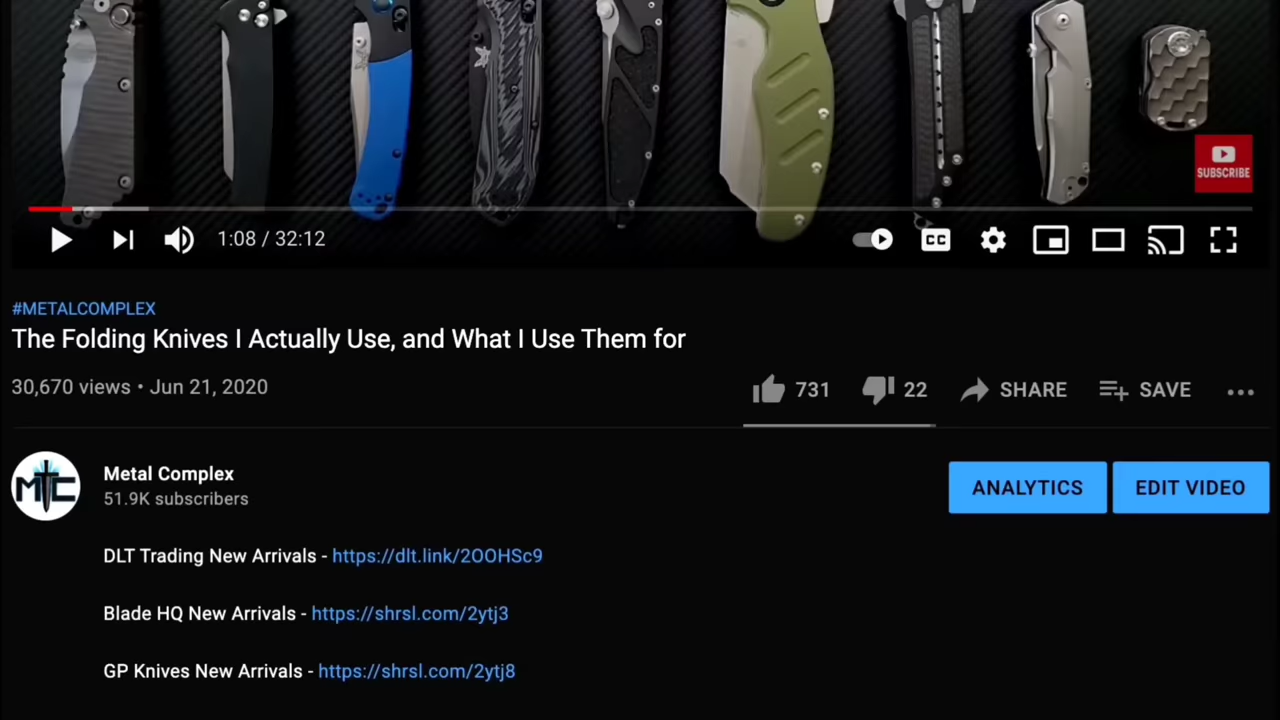 SUBSCRIBE
1:08 / 32:12
CC
#METALCOMPLEX
The Folding Knives I Actually Use, and What I Use Them for
30,670 views • Jun 21, 2020
731 22 SHARE SAVE
MTC
Metal Complex
51.9K subscribers
ANALYTICS EDIT VIDEO
DLT Trading New Arrivals - https://dlt.link/2OOHSc9
Blade HQ New Arrivals - https://shrsl.com/2ytj3
GP Knives New Arrivals - https://shrsl.com/2ytj8